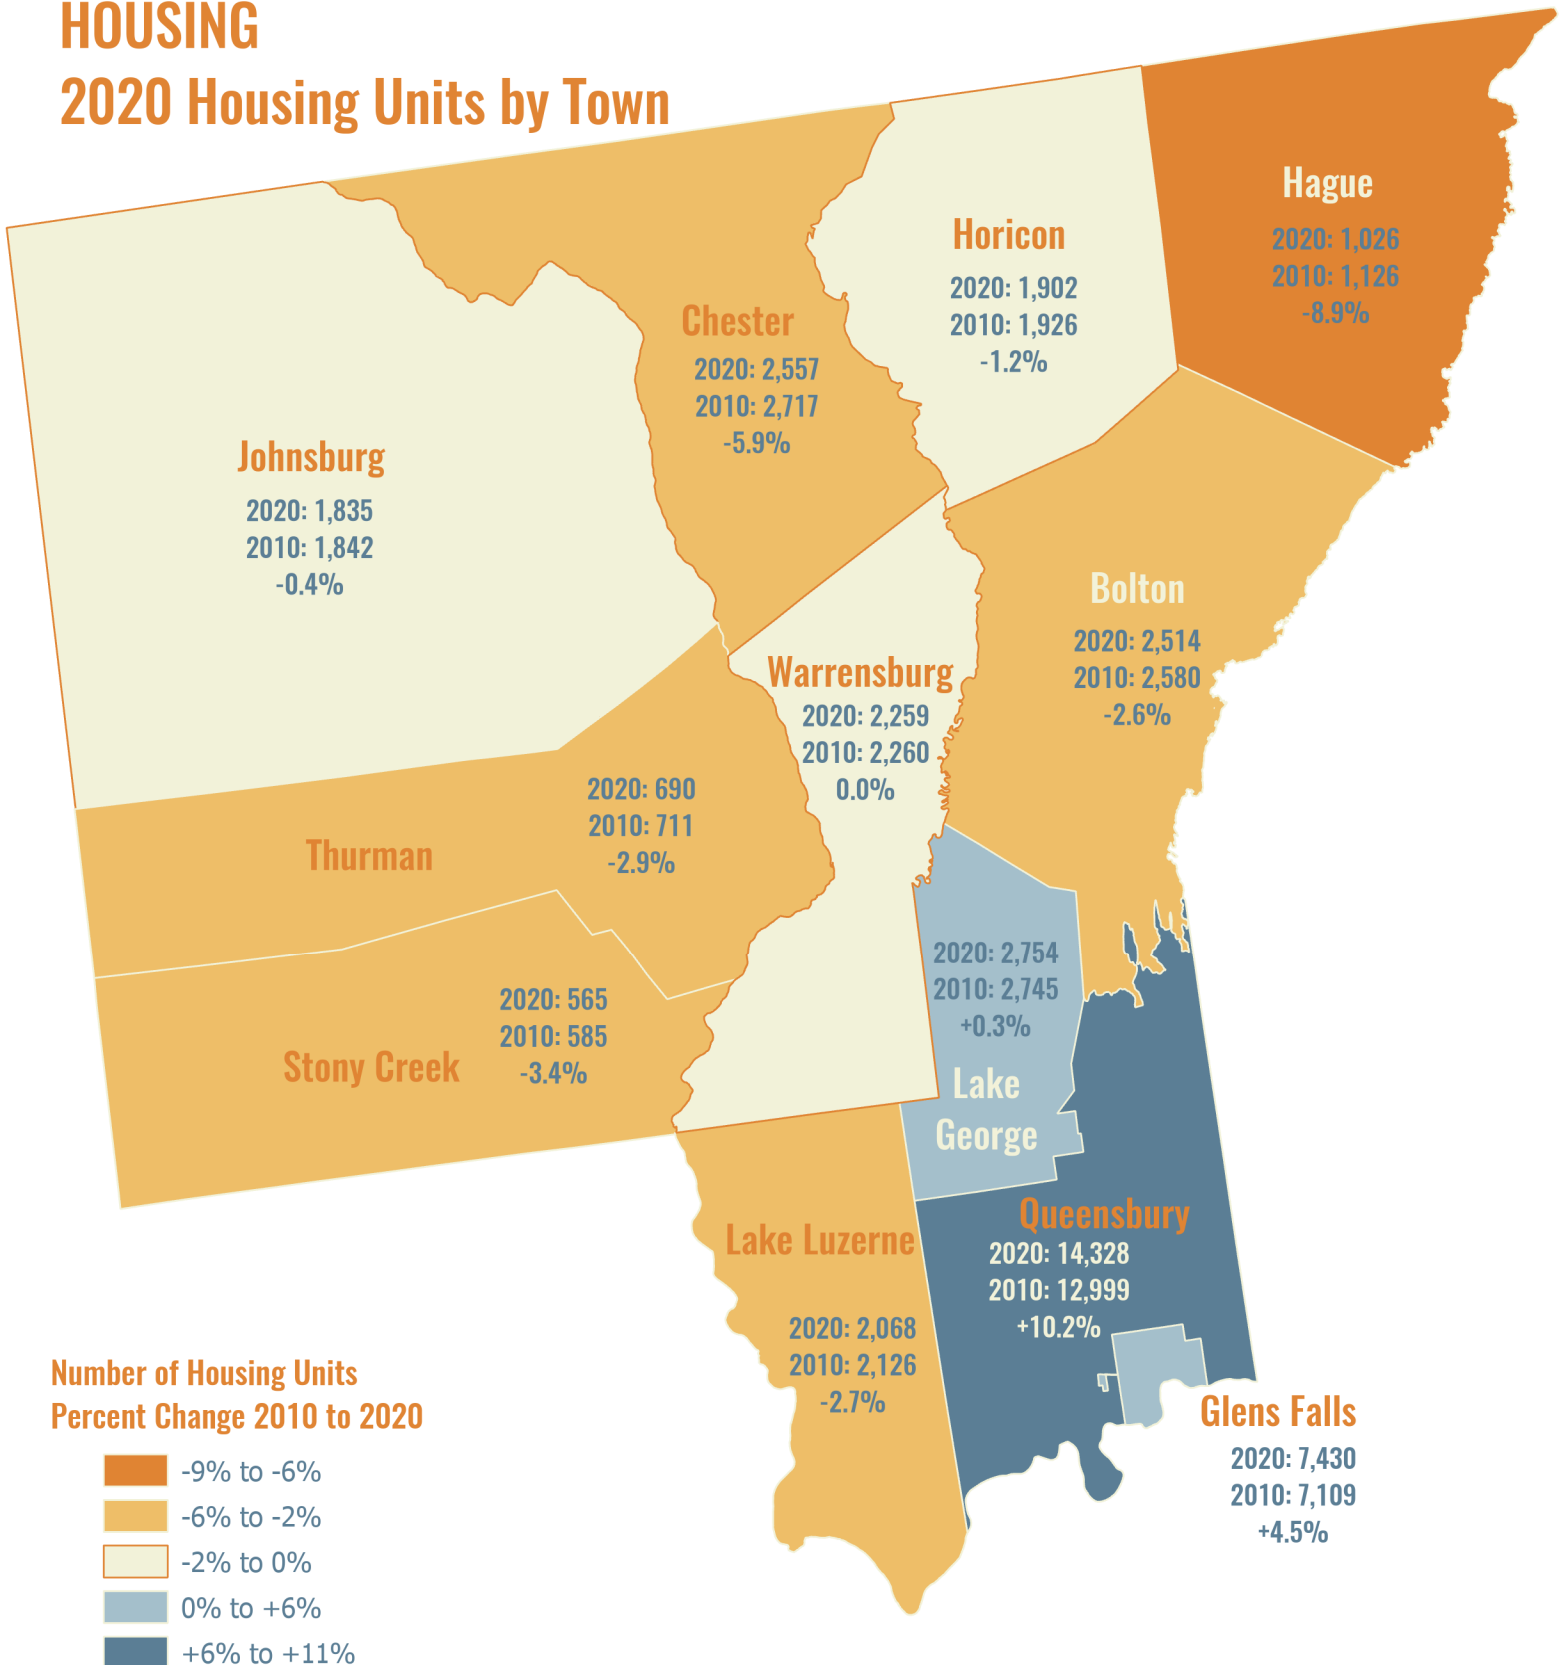 HOUSING
2020 Housing Units by Town
Hague
2020: 1,026
2010: 1,126
-8.9%
Horicon
2020: 1,902
2010: 1,926
-1.2%
Chester
2020: 2,557
2010: 2,717
-5.9%
Johnsburg
2020: 1,835
2010: 1,842
-0.4%
Bolton
2020: 2,514
2010: 2,580
-2.6%
Warrensburg
2020: 2,259
2010: 2,260
0.0%
Thurman
2020: 690
2010: 711
-2.9%
Stony Creek
2020: 565
2010: 585
-3.4%
2020: 2,754
2010: 2,745
+0.3%
Lake
George
Queensbury
2020: 14,328
2010: 12,999
+10.2%
Lake Luzerne
2020: 2,068
2010: 2,126
-2.7%
Glens Falls
2020: 7,430
2010: 7,109
+4.5%
Number of Housing Units
Percent Change 2010 to 2020
-9% to -6%
-6% to -2%
-2% to 0%
0% to +6%
+6% to +11%